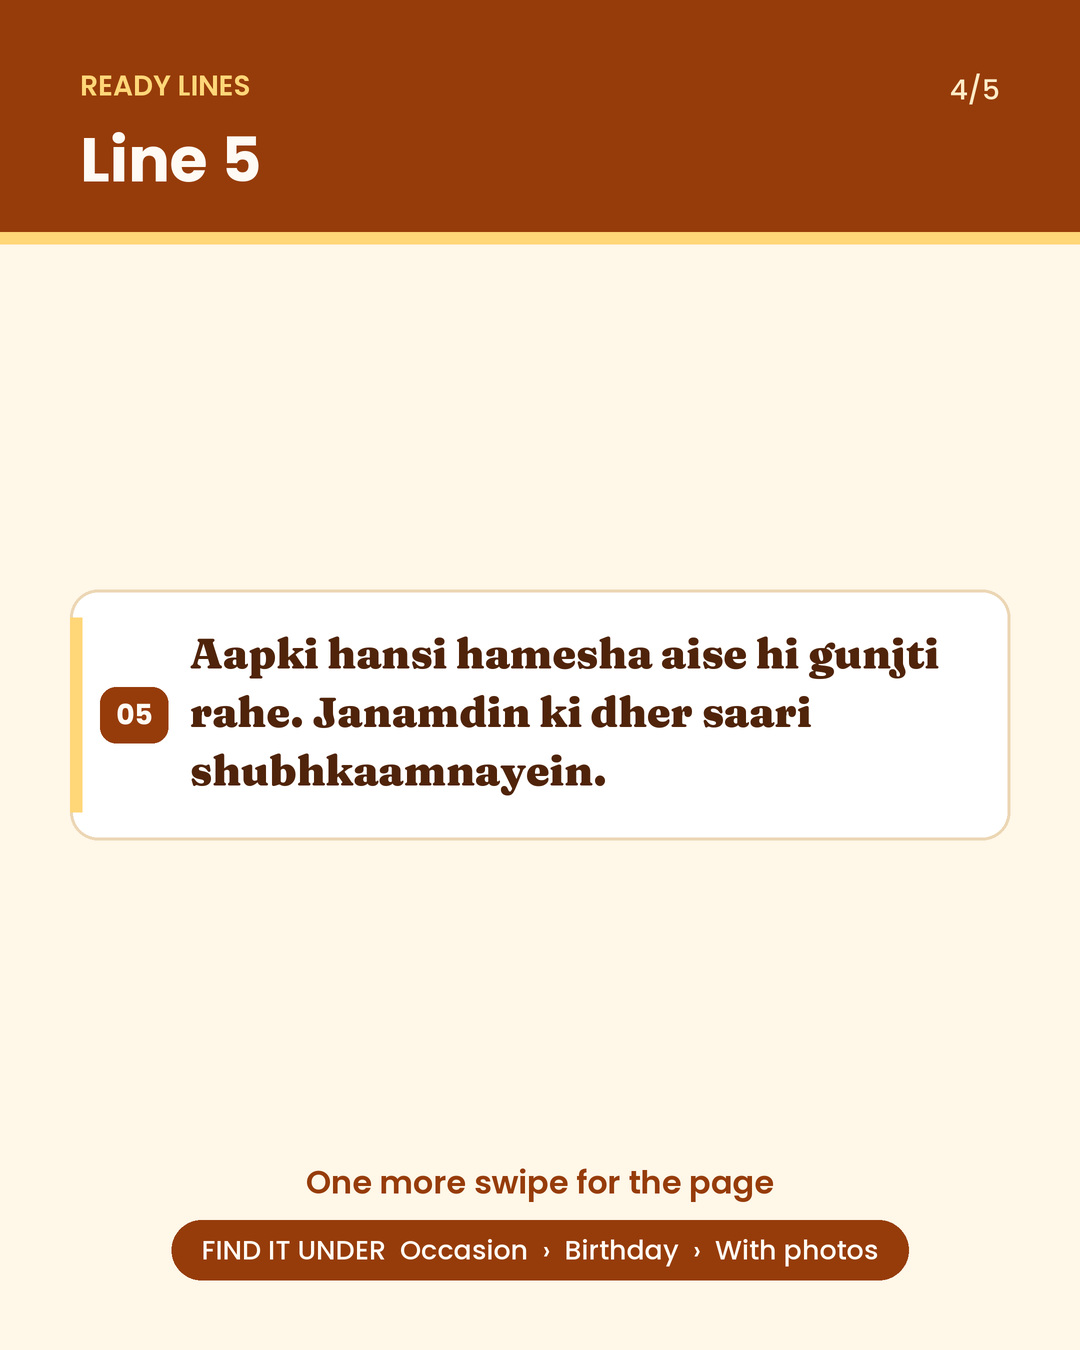 READY LINES
4/5
Line 5
05
Aapki hansi hamesha aise hi gunjti
rahe. Janamdin ki dher saari
shubhkaamnayein.
One more swipe for the page
FIND IT UNDER Occasion › Birthday › With photos